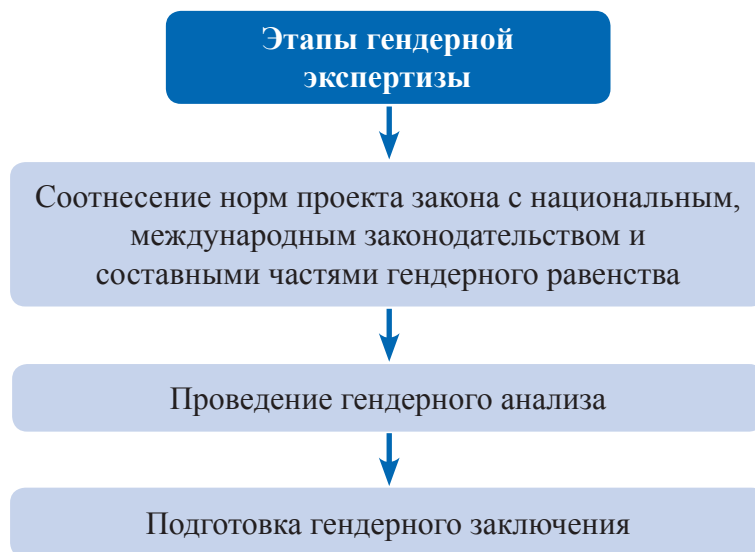 Этапы гендерной
экспертизы
Соотнесение норм проекта закона с национальным,
международным законодательством и
составными частями гендерного равенства
Проведение гендерного анализа
Подготовка гендерного заключения